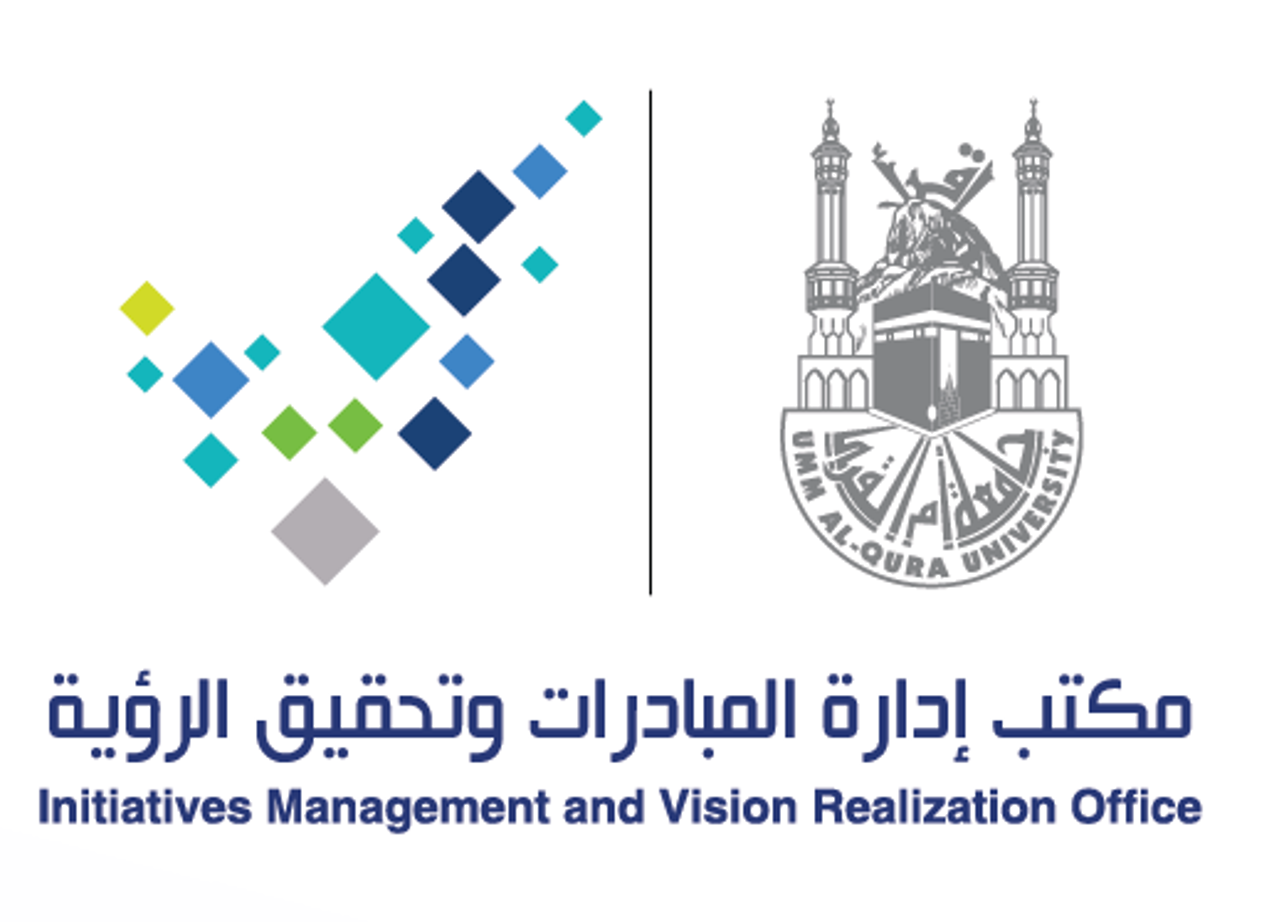 جامعة أم القرى
UMM AL-QURA UNIVERSITY
مكتب إدارة المبادرات وتحقيق الرؤية
Initiatives Management and Vision Realization Office